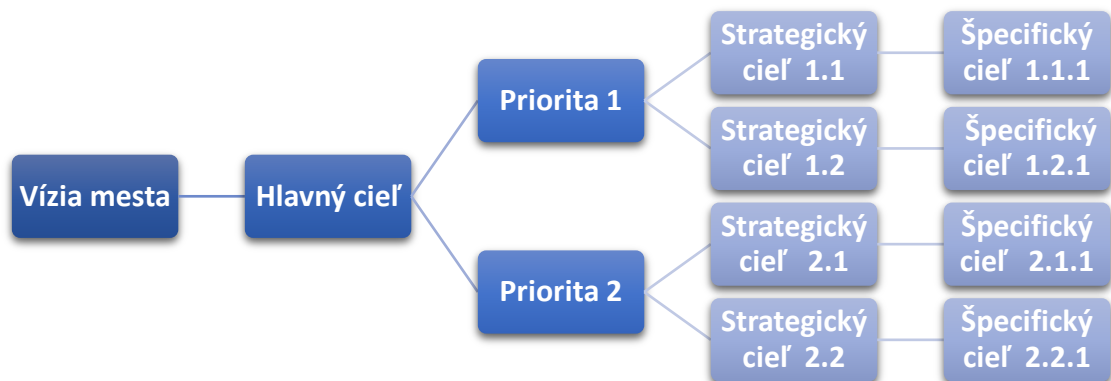 Vízia mesta
Hlavný cieľ
Priorita 1
Strategický
cieľ 1.1
Špecifický
cieľ 1.1.1
Strategický
cieľ 1.2
Špecifický
cieľ 1.2.1
Priorita 2
Strategický
cieľ 2.1
Špecifický
cieľ 2.1.1
Strategický
cieľ 2.2
Špecifický
cieľ 2.2.1